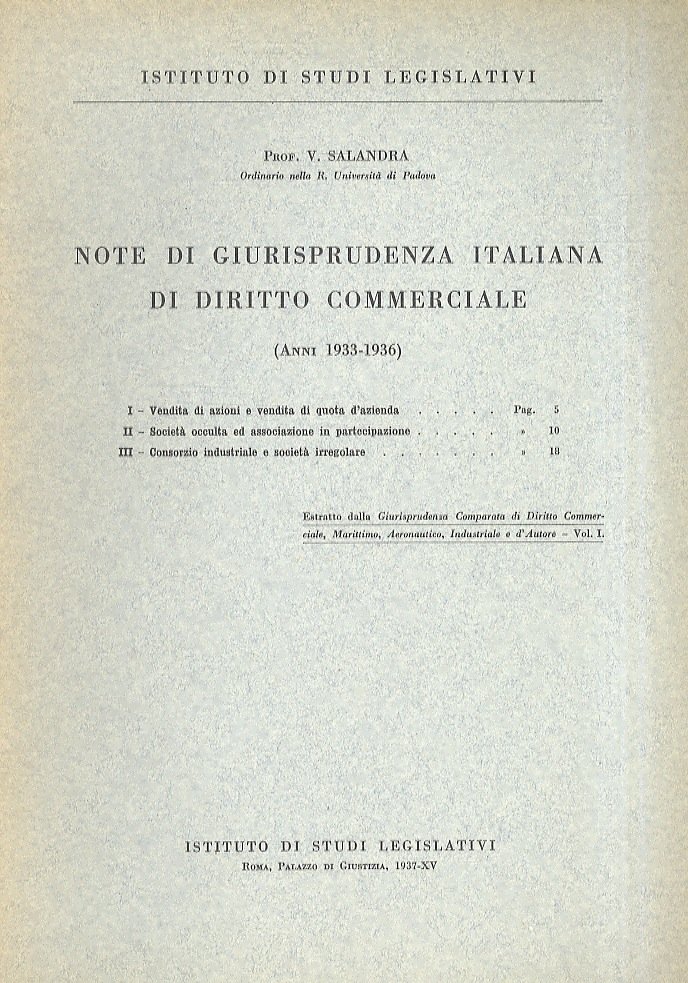 ISTITUTO DI STUDI LEGISLATIVI
PROF. V. SALANDRA
Ordinario nella R. Università di Padova
NOTE DI GIURISPRUDENZA ITALIANA
DI DIRITTO COMMERCIALE
(ANNI 1933-1936)
I - Vendita di azioni e vendita di quota d'azienda . . . . . Pag. 5
II - Società occulta ed associazione in partecipazione . . . . . » 10
III - Consorzio industriale e società irregolare . . . . . . . » 18
Estratto dalla Giurisprudenza Comparata di Diritto Commer-
ciale, Marittimo, Aeronautico, Industriale e d'Autore - Vol. I.
ISTITUTO DI STUDI LEGISLATIVI
ROMA, PALAZZO DI GIUSTIZIA, 1937-XV